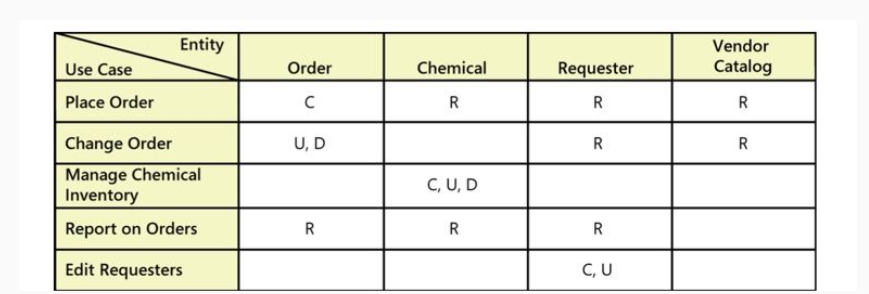 Entity
Use Case
Order
Chemical
Requester
Vendor
Catalog
Place Order
C
R
R
R
Change Order
U, D
R
R
Manage Chemical
Inventory
C, U, D
Report on Orders
R
R
R
Edit Requesters
C, U